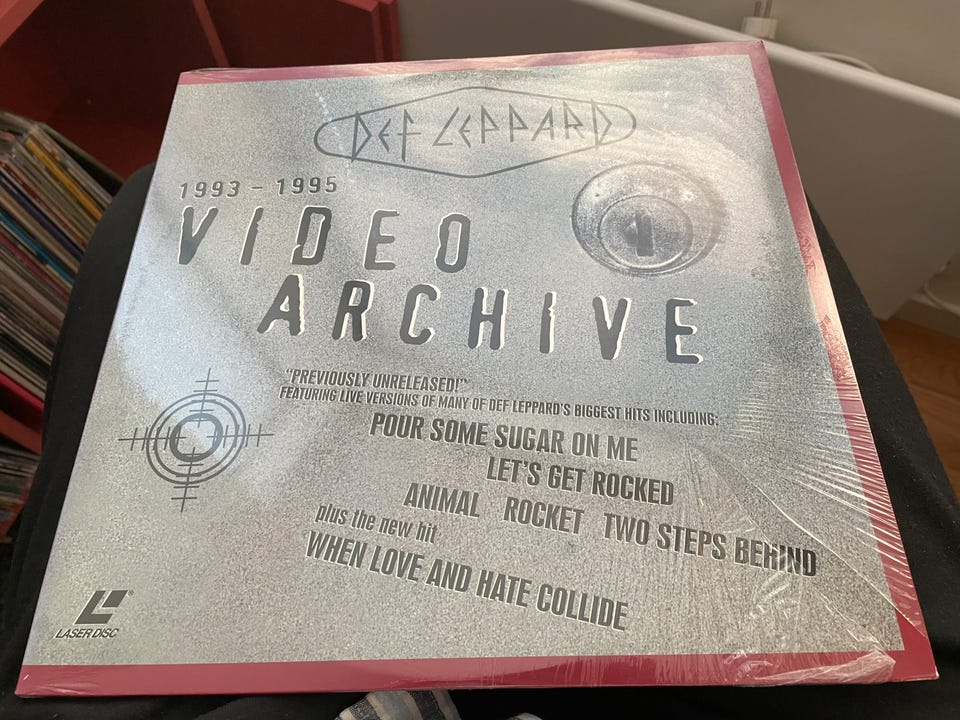 DEF LEPPARD
1993 - 1995
VIDEO
ARCHIVE
"PREVIOUSLY UNRELEASED!"
FEATURING LIVE VERSIONS OF MANY OF DEF LEPPARD'S BIGGEST HITS INCLUDING:
POUR SOME SUGAR ON ME
LET'S GET ROCKED
ANIMAL ROCKET TWO STEPS BEHIND
plus the new hit
WHEN LOVE AND HATE COLLIDE
LASER DISC